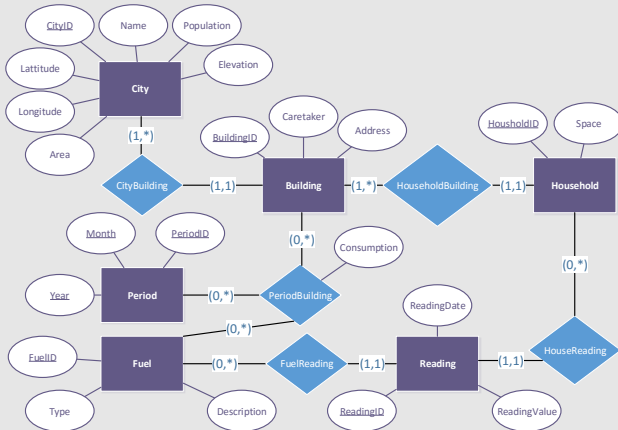 CityID
Name
Population
Lattitude
City
Elevation
Longitude
Area
(1,*)
BuildingID
Caretaker
Address
HousholdID
Space
CityBuilding
(1,1)
Building
(1,*)
HouseholdBuilding
(1,1)
Household
Month
PeriodID
(0,*)
Consumption
(0,*)
Year
Period
(0,*)
PeriodBuilding
ReadingDate
(0,*)
FuelID
Fuel
(0,*)
FuelReading
(1,1)
Reading
(1,1)
HouseReading
Type
Description
ReadingID
ReadingValue